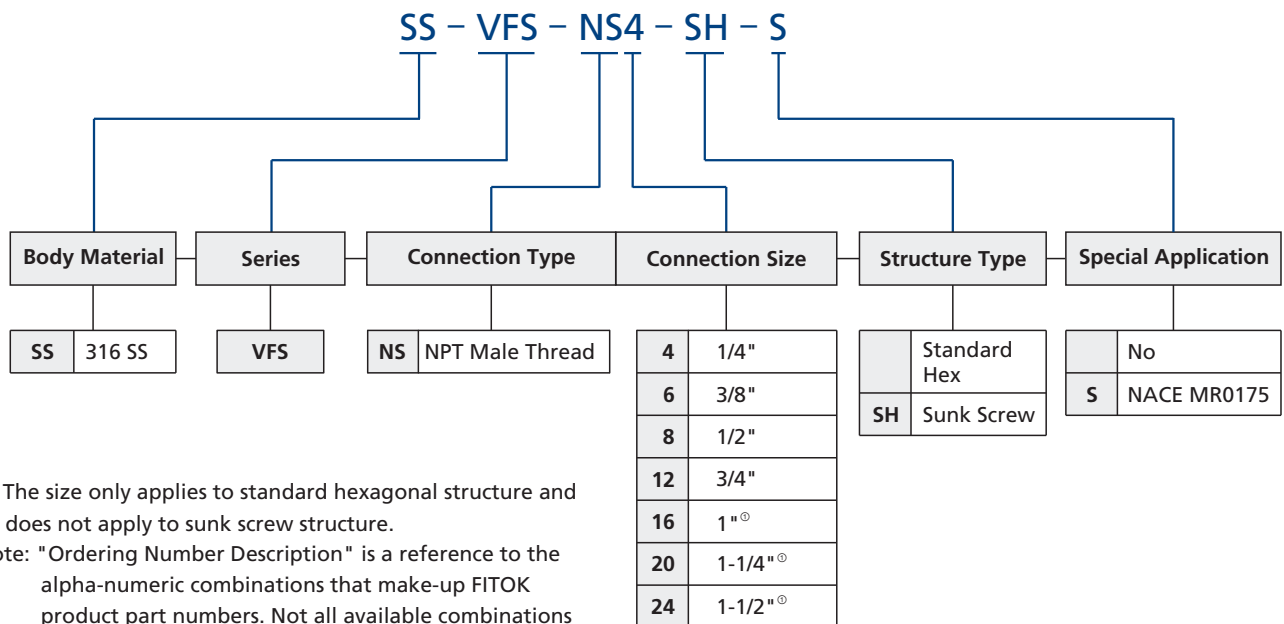 SS – VFS – NS4 – SH – S
Body Material
Series
Connection Type
Connection Size
Structure Type
Special Application
SS 316 SS
VFS
NS NPT Male Thread
4 1/4"
6 3/8"
8 1/2"
12 3/4"
16 1"①
20 1-1/4"①
24 1-1/2"①
Standard
Hex
SH Sunk Screw
No
S NACE MR0175
The size only applies to standard hexagonal structure and
does not apply to sunk screw structure.
ote: "Ordering Number Description" is a reference to the
alpha-numeric combinations that make-up FITOK
product part numbers. Not all available combinations